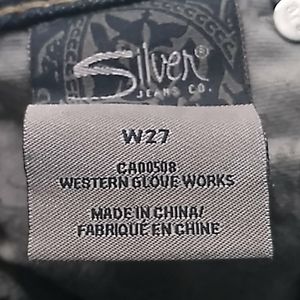 Silver®
JEANS CO.
W27
CA00508
WESTERN GLOVE WORKS
MADE IN CHINA/
FABRIQUÉ EN CHINE